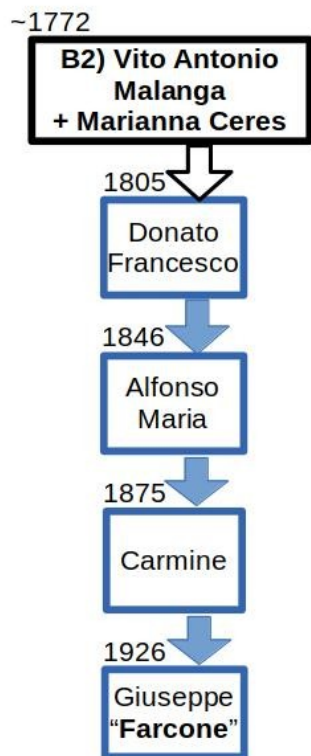 ~1772
B2) Vito Antonio
Malanga
+ Marianna Ceres
1805
Donato
Francesco
1846
Alfonso
Maria
1875
Carmine
1926
Giuseppe
“Farcone”